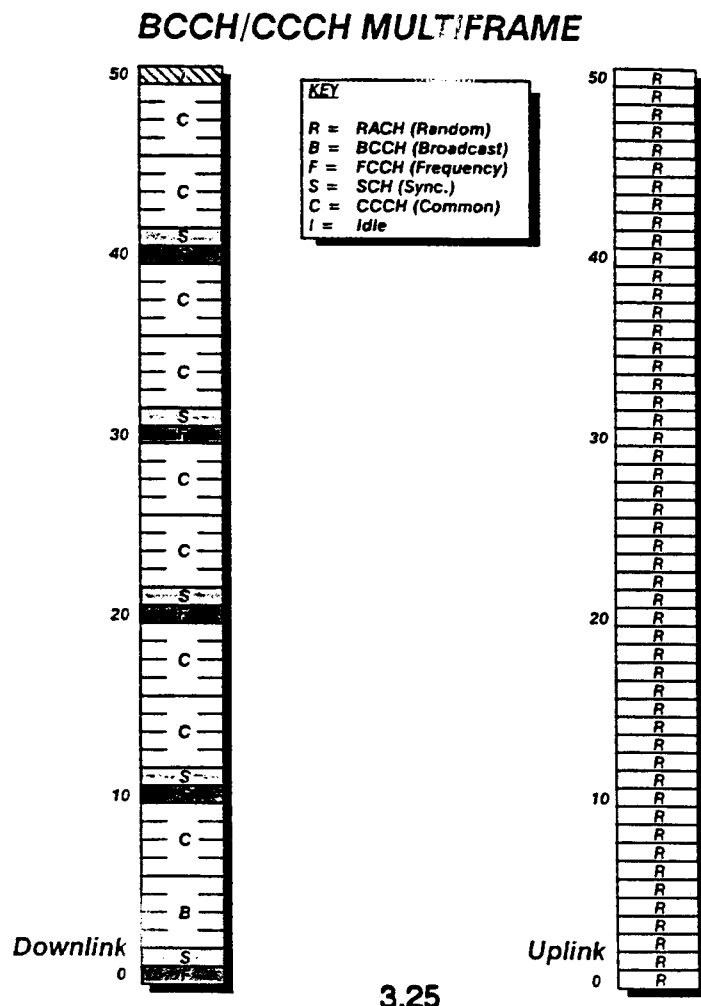 BCCH/CCCH MULTIFRAME
50
C
C
S
40
C
C
S
30 F
C
C
S
20 F
C
C
S
10
C
B
Downlink
S
0 F
KEY
R = RACH (Random)
B = BCCH (Broadcast)
F = FCCH (Frequency)
S = SCH (Sync.)
C = CCCH (Common)
I = Idle
50 R
R
R
R
R
R
R
R
R
R
40 R
R
R
R
R
R
R
R
R
R
30 R
R
R
R
R
R
R
R
R
R
20 R
R
R
R
R
R
R
R
R
R
10 R
R
R
R
R
R
R
R
R
Uplink
R
0 R
3.25